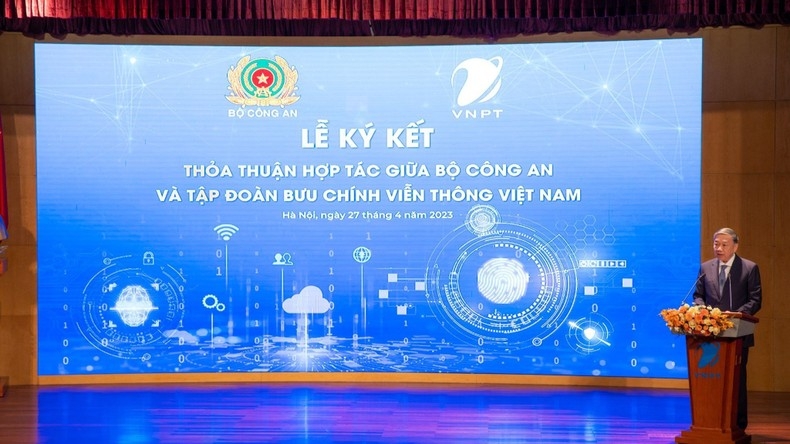 BỘ CÔNG AN
VNPT
LỄ KÝ KẾT
THỎA THUẬN HỢP TÁC GIỮA BỘ CÔNG AN
VÀ TẬP ĐOÀN BƯU CHÍNH VIỄN THÔNG VIỆT NAM
Hà Nội, ngày 27 tháng 4 năm 2023
VNPT